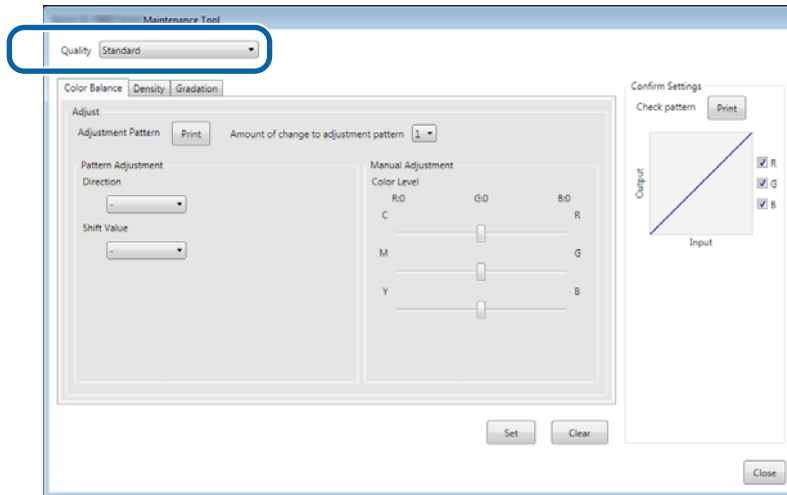 Maintenance Tool
Quality Standard
Color Balance Density Gradation
Adjust
Adjustment Pattern Print Amount of change to adjustment pattern 1
Pattern Adjustment
Direction
-
Shift Value
-
Manual Adjustment
Color Level
R:0 G:0 B:0
C R
M G
Y B
Set Clear
Confirm Settings
Check pattern Print
Output
Input
R
G
B
Close